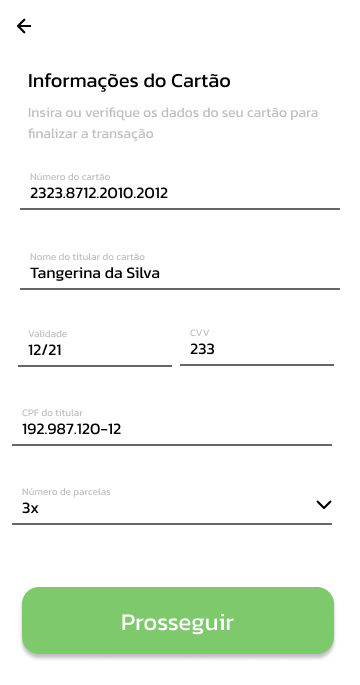 Informações do Cartão
Insira ou verifique os dados do seu cartão para
finalizar a transação
Número do cartão
2323.8712.2010.2012
Nome do titular do cartão
Tangerina da Silva
Validade
12/21
CVV
233
CPF do titular
192.987.120-12
Número de parcelas
3x
Prosseguir